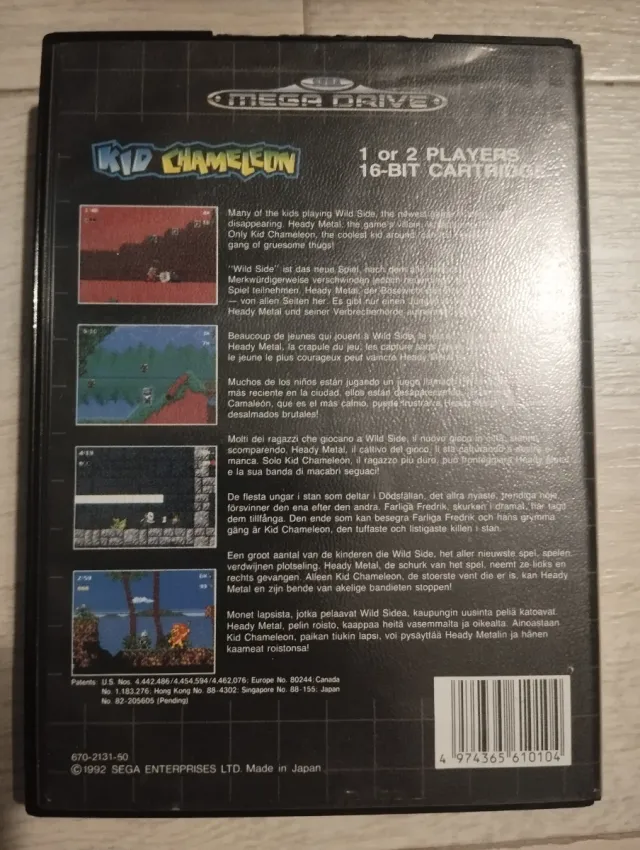 SEGA
MEGA DRIVE
KID CHAMELEON
1 or 2 PLAYERS
16-BIT CARTRIDGE
Many of the kids playing Wild Side, the newest
disappearing. Heady Metal, the game's
Only Kid Chameleon, the coolest kid around,
gang of gruesome thugs!
"Wild Side" ist das neue Spiel, nach dem
Merkwürdigerweise verschwinden jedoch
Spiel teilnehmen. Heady Metal, der
— von allen Seiten her. Es gibt nur einen
Heady Metal und seiner Verbrecherhorde
Beaucoup de jeunes qui jouent à Wild Side,
Heady Metal, la crapule du jeu, les capture
le jeune le plus courageux peut vaincre Heady
Muchos de los niños están jugando un juego
más reciente en la ciudad, ellos están
Camaleón, que es el más calmo, puede frustrar a
desalmados brutales!
Molti dei ragazzi che giocano a Wild Side, il nuovo gioco in città, stanno
scomparendo. Heady Metal, il cattivo del gioco, li sta catturando a destra
manca. Solo Kid Chameleon, il ragazzo più duro, può fronteggiare Heady
e la sua banda di macabri seguaci!
De flesta ungar i stan som deltar i Dödsfällan, det allra nyaste, trendiga nöje,
försvinner den ena efter den andra. Farliga Fredrik, skurken i dramat, har tagit
dem tillfånga. Den ende som kan besegra Farliga Fredrik och hans grymma
gäng är Kid Chameleon, den tuffaste och listigaste killen i stan.
Een groot aantal van de kinderen die Wild Side, het aller nieuwste spel, spelen
verdwijnen plotseling. Heady Metal, de schurk van het spel, neemt ze links en
rechts gevangen. Alleen Kid Chameleon, de stoerste vent die er is, kan Heady
Metal en zijn bende van akelige bandieten stoppen!
Monet lapsista, jotka pelaavat Wild Sidea, kaupungin uusinta peliä katoavat.
Heady Metal, pelin roisto, kaappaa heitä vasemmalta ja oikealta. Ainoastaan
Kid Chameleon, paikan tiukin lapsi, voi pysäyttää Heady Metalin ja hänen
kaameat roistonsa!
Patents: U.S. Nos. 4,442,486/4,454,594/4,462,076; Europe No. 80244; Canada
No. 1,183,276; Hong Kong No. 88-4302; Singapore No. 88-155; Japan
No. 82-205605 (Pending)
670-2131-50
©1992 SEGA ENTERPRISES LTD. Made in Japan
4 974365 610104